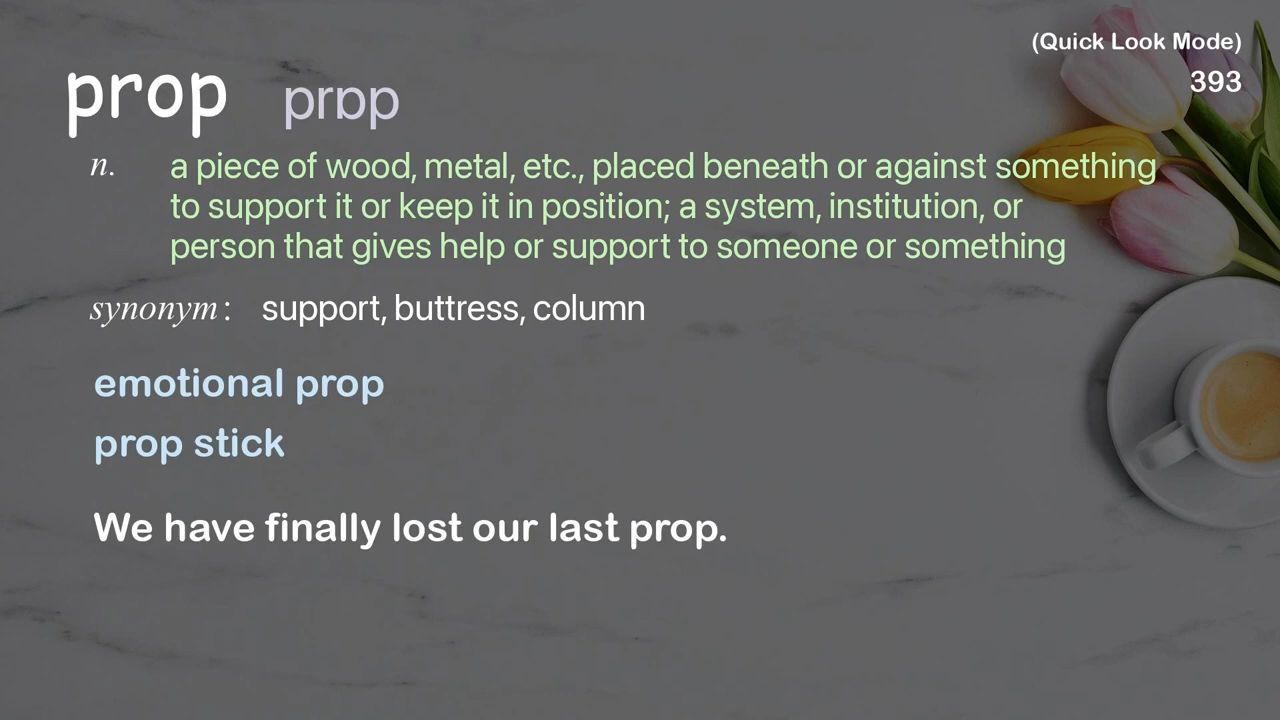 (Quick Look Mode)
393
prop prɒp
n. a piece of wood, metal, etc., placed beneath or against something
to support it or keep it in position; a system, institution, or
person that gives help or support to someone or something
synonym: support, buttress, column
emotional prop
prop stick
We have finally lost our last prop.